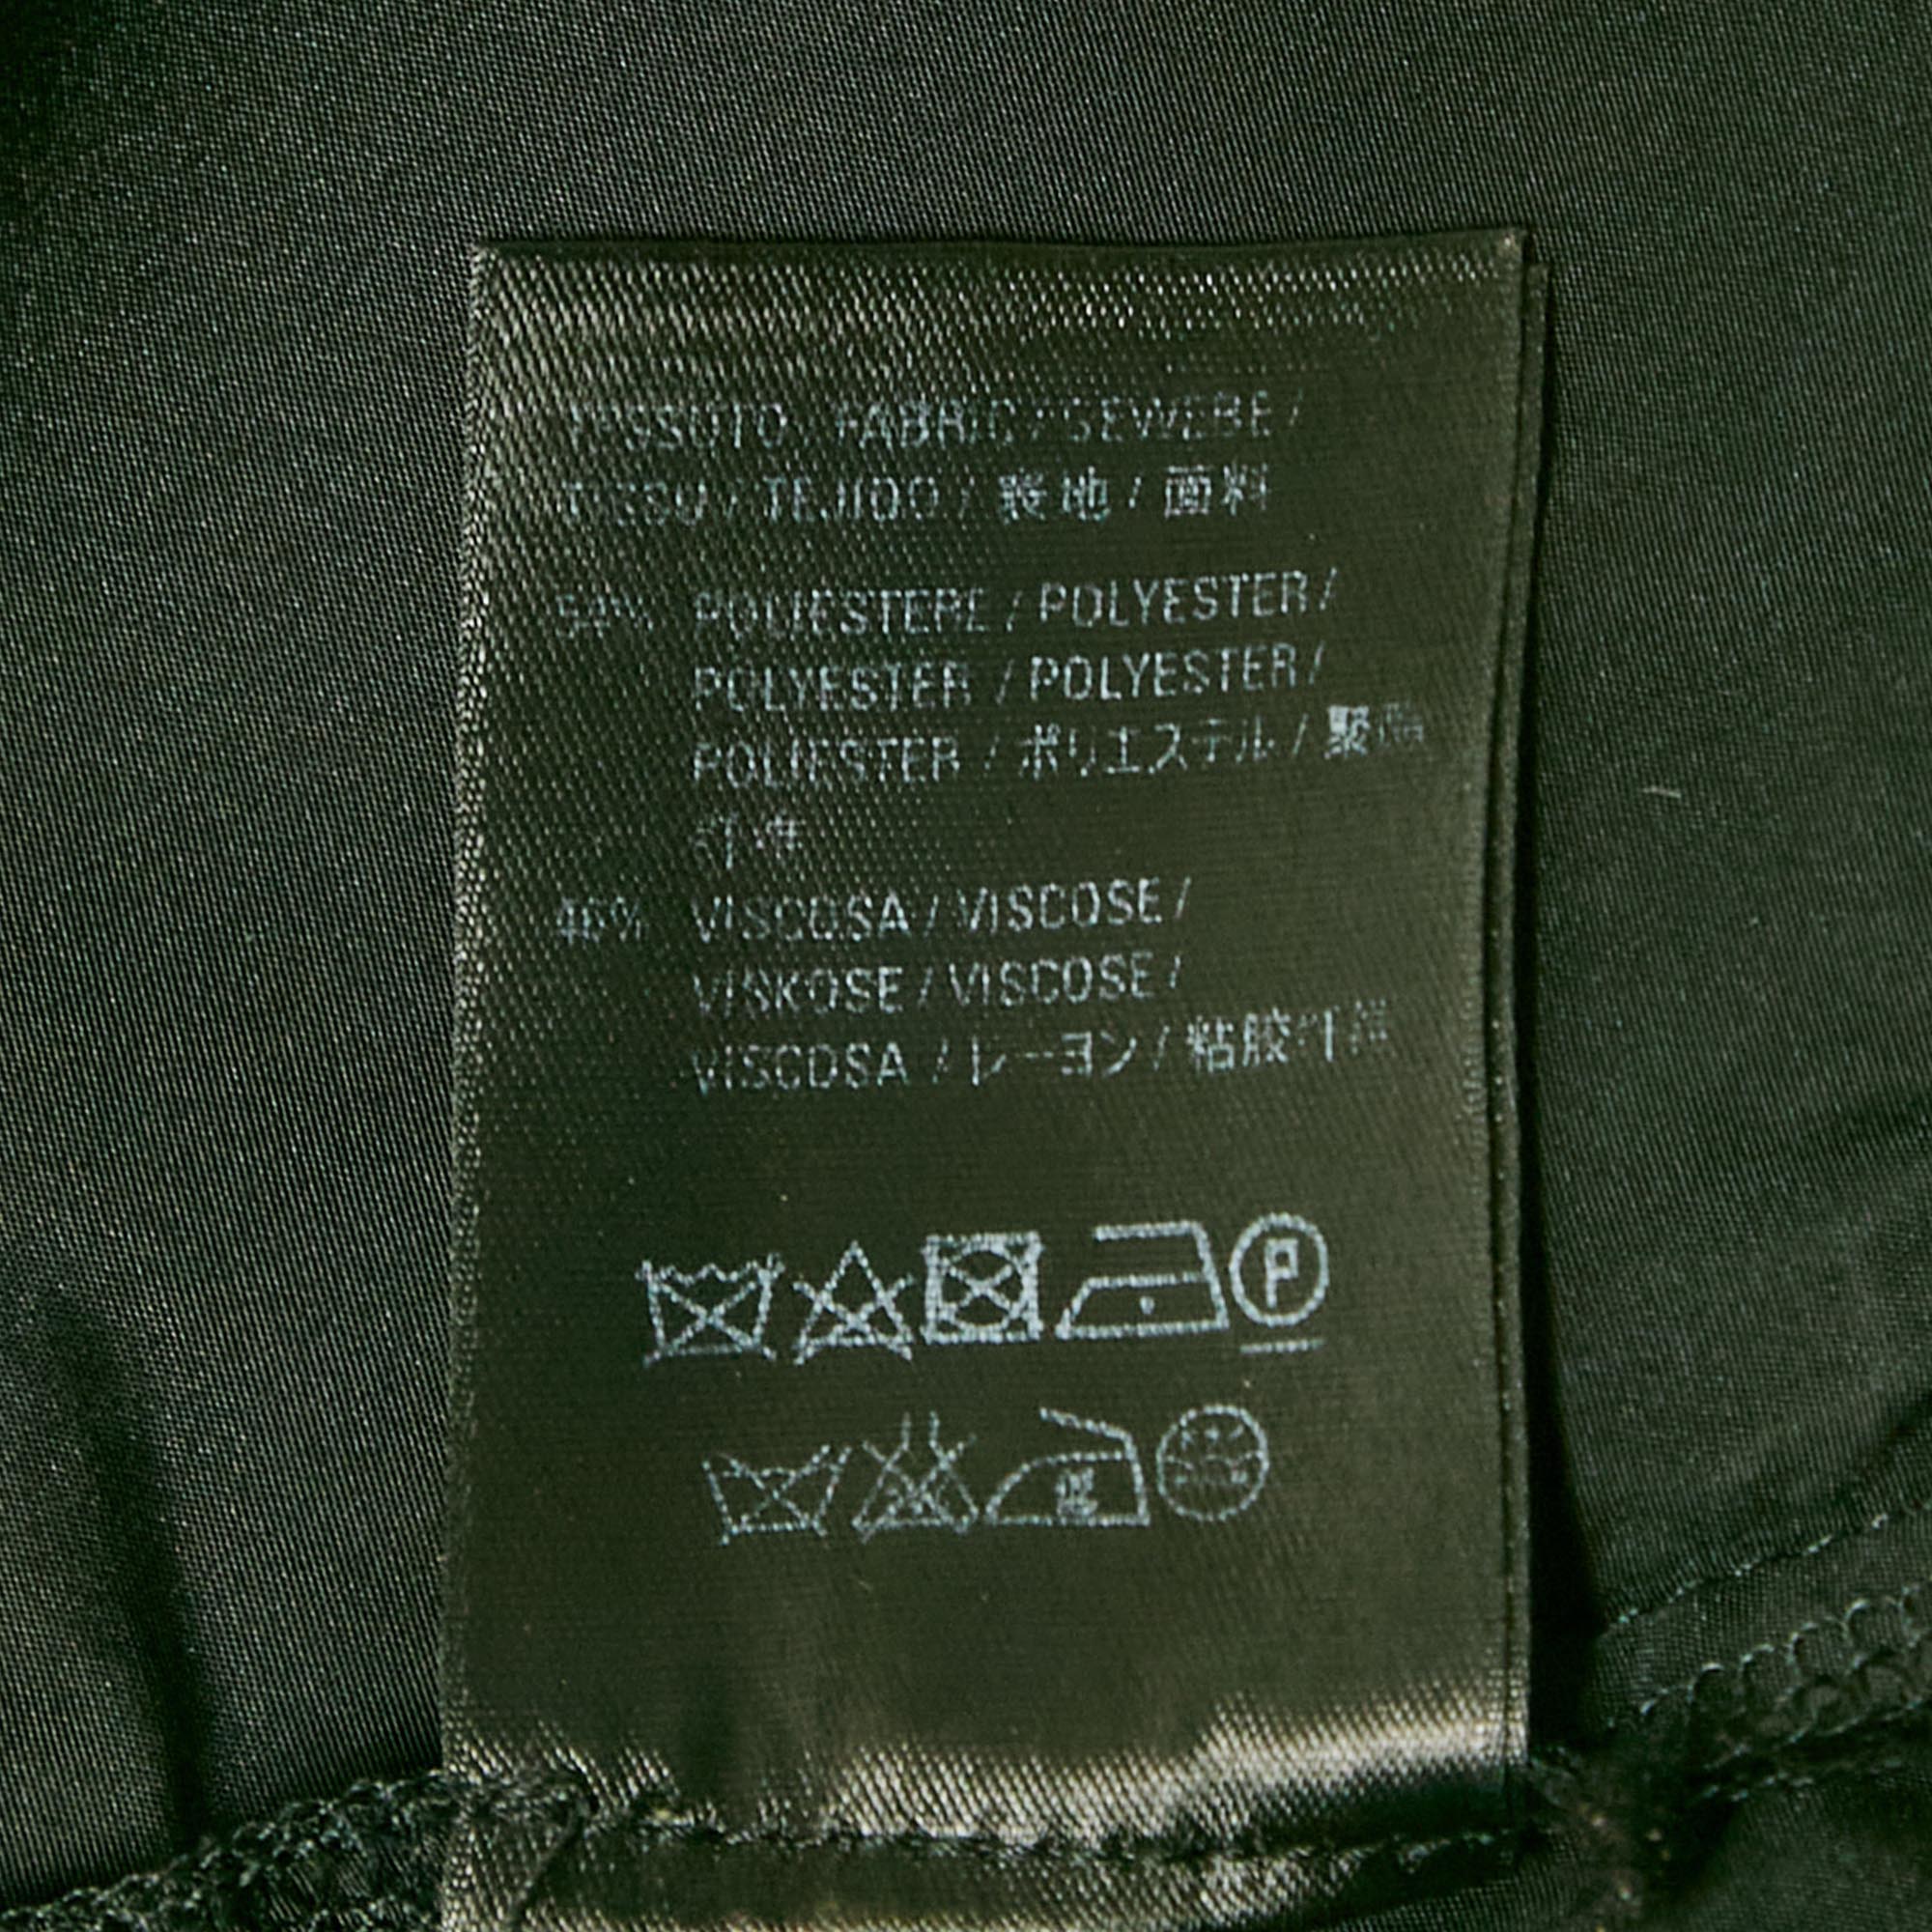 TESSUTO / FABRIC / GEWEBE /
TISSU / TEJIDO / 表地 / 面料
54% POLIESTERE / POLYESTER /
POLYESTER / POLYESTER /
POLIESTER / ポリエステル / 聚酯
纤维
46% VISCOSA / VISCOSE /
VISKOSE / VISCOSE /
VISCOSA / レーヨン / 粘胶纤维
P